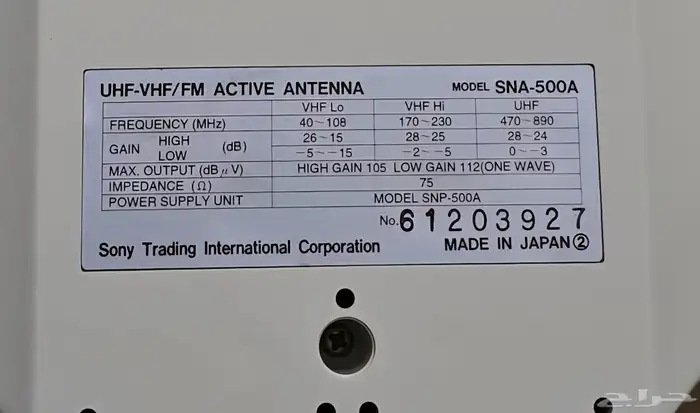 UHF-VHF/FM ACTIVE ANTENNA MODEL SNA-500A
VHF Lo VHF Hi UHF
FREQUENCY (MHz) 40~108 170~230 470~890
GAIN HIGH (dB) 26~15 28~25 28~24
LOW -5~-15 -2~-5 0~-3
MAX. OUTPUT (dBμV) HIGH GAIN 105 LOW GAIN 112(ONE WAVE)
IMPEDANCE (Ω) 75
POWER SUPPLY UNIT MODEL SNP-500A
No. 61203927
Sony Trading International Corporation MADE IN JAPAN②
حراج